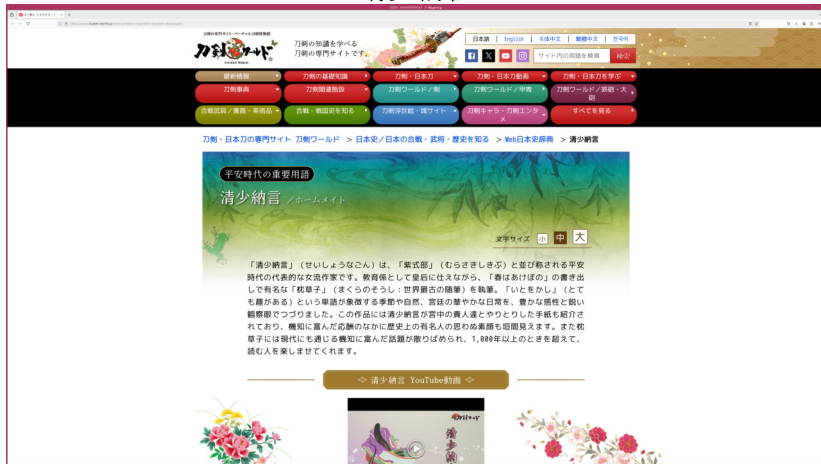 刀剣の専門サイト・バーチャル刀剣博物館
刀剣ワールド
刀剣の知識を学べる
刀剣の専門サイトです。
日本語 | English | 简体中文 | 繁體中文 | 한국어
サイト内の用語を検索 検索
最新情報 刀剣の基礎知識 刀剣・日本刀 刀剣・日本刀動画 刀剣・日本刀を学ぶ
刀剣事典 刀剣関連施設 刀剣ワールド/剣 刀剣ワールド/甲冑 刀剣ワールド/鉄砲・大砲
合戦武具/書画・美術品 合戦・戦国史を知る 刀剣浮世絵・城サイト 刀剣キャラ・刀剣エンタメ すべてを見る
刀剣・日本刀の専門サイト 刀剣ワールド > 日本史/日本の合戦・武将・歴史を知る > Web日本史辞典 > 清少納言
平安時代の重要用語
清少納言 /ホームメイト
文字サイズ 小 中 大
「清少納言」(せいしょうなごん)は、「紫式部」(むらさきしきぶ)と並び称される平安
時代の代表的な女流作家です。教育係として皇后に仕えながら、「春はあけぼの」の書き出
しで有名な「枕草子」(まくらのそうし:世界最古の随筆)を執筆。「いとをかし」(とて
も趣がある)という単語が象徴する季節や自然、宮廷の華やかな日常を、豊かな感性と鋭い
観察眼でつづりました。この作品には清少納言が宮中の貴人達とやりとりした手紙も紹介さ
れており、機知に富んだ応酬のなかに歴史上の有名人の思わぬ素顔も垣間見えます。また枕
草子には現代にも通じる機知に富んだ話題が散りばめられ、1,000年以上のときを超えて、
読む人を楽しませてくれます。
清少納言 YouTube動画